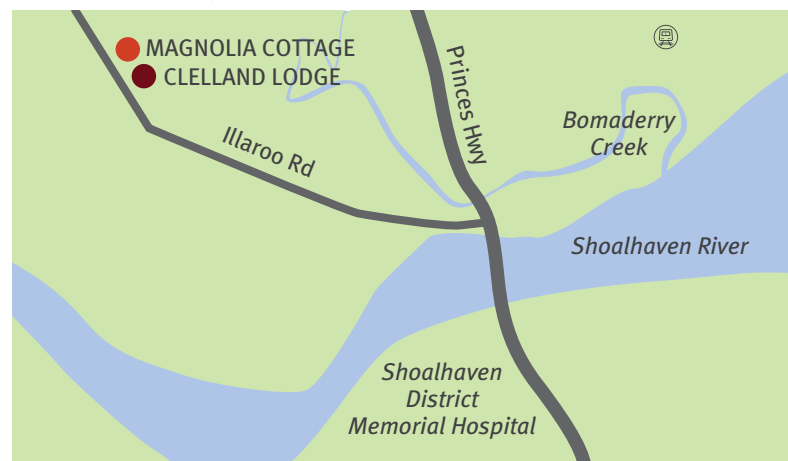 MAGNOLIA COTTAGE
CLELLAND LODGE
Princes Hwy
Illaroo Rd
Bomaderry
Creek
Shoalhaven River
Shoalhaven
District
Memorial Hospital